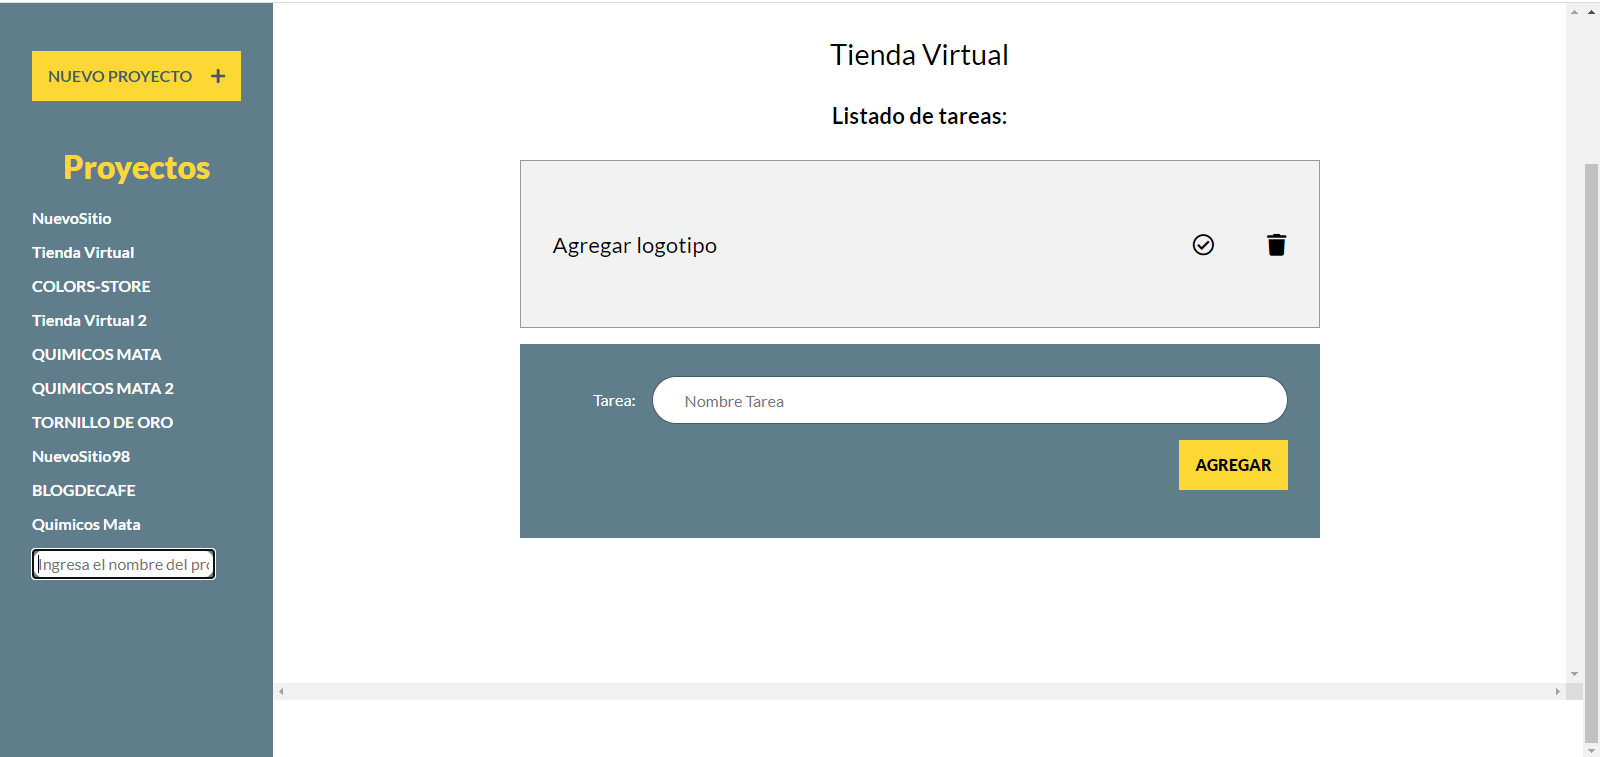 NUEVO PROYECTO
Proyectos
NuevoSitio
Tienda Virtual
COLORS-STORE
Tienda Virtual 2
QUIMICOS MATA
QUIMICOS MATA 2
TORNILLO DE ORO
NuevoSitio98
BLOGDECAFE
Quimicos Mata
Ingresa el nombre del pro
Tienda Virtual
Listado de tareas:
Agregar logotipo
Tarea:
Nombre Tarea
AGREGAR